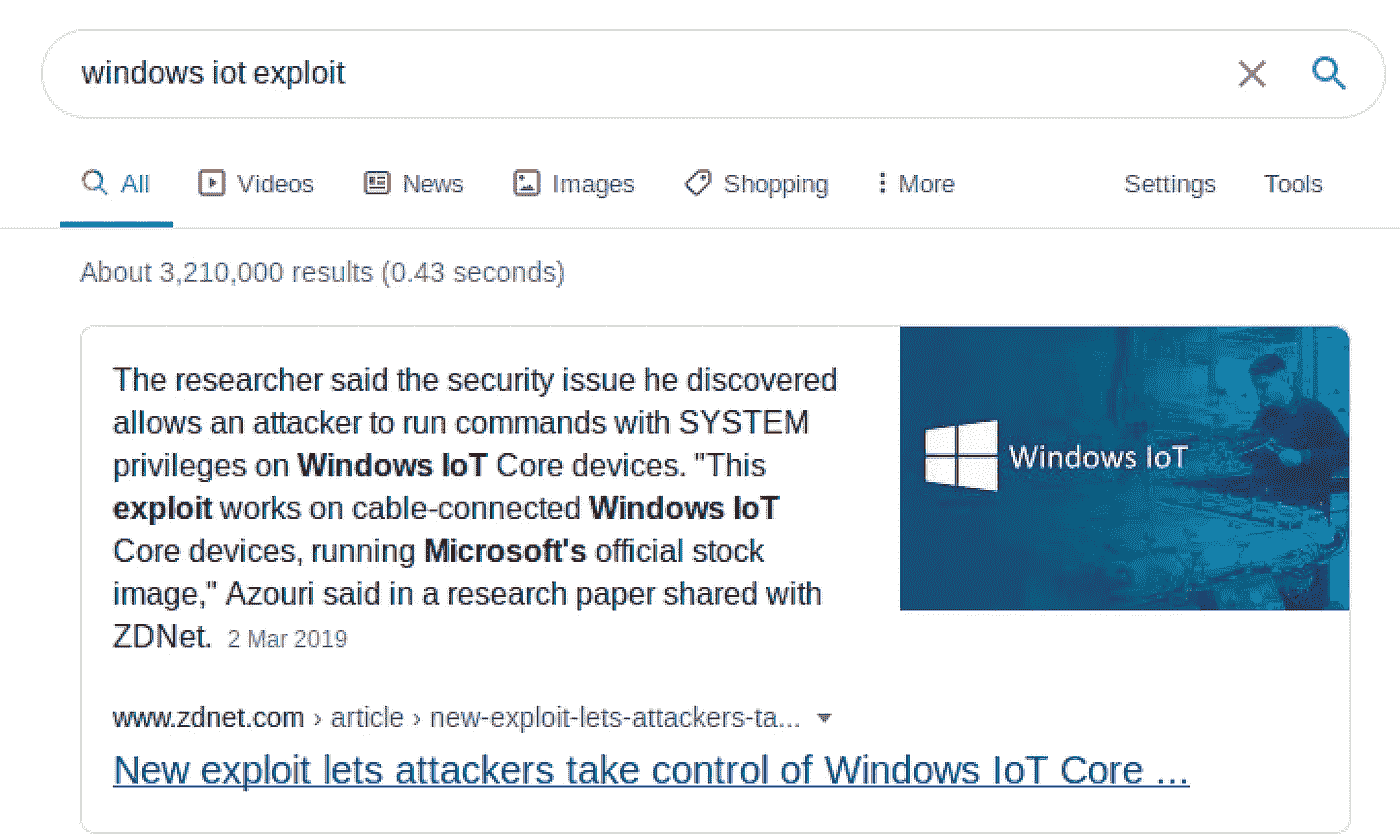 windows iot exploit
All Videos News Images Shopping More Settings Tools
About 3,210,000 results (0.43 seconds)
The researcher said the security issue he discovered
allows an attacker to run commands with SYSTEM
privileges on Windows IoT Core devices. "This
exploit works on cable-connected Windows IoT
Core devices, running Microsoft's official stock
image," Azouri said in a research paper shared with
ZDNet. 2 Mar 2019
Windows IoT
www.zdnet.com › article › new-exploit-lets-attackers-ta...
New exploit lets attackers take control of Windows IoT Core ...